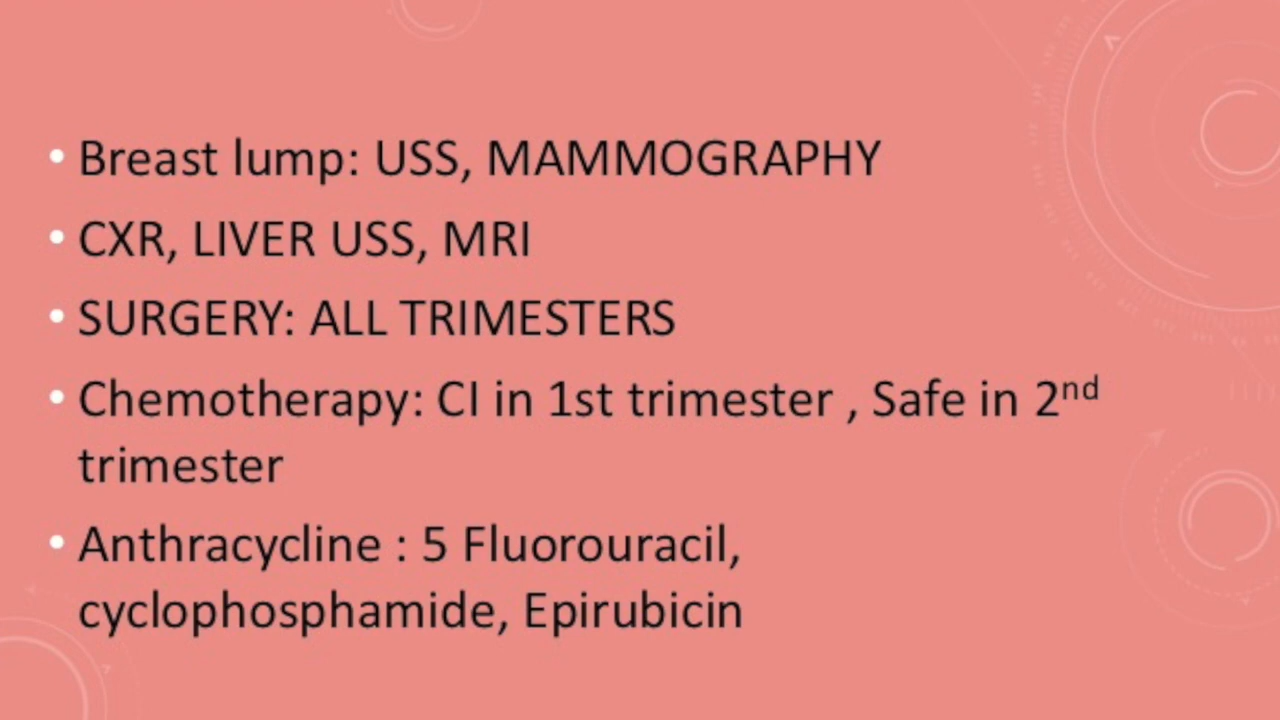 • Breast lump: USS, MAMMOGRAPHY
• CXR, LIVER USS, MRI
• SURGERY: ALL TRIMESTERS
• Chemotherapy: CI in 1st trimester , Safe in 2nd
trimester
• Anthracycline : 5 Fluorouracil,
cyclophosphamide, Epirubicin